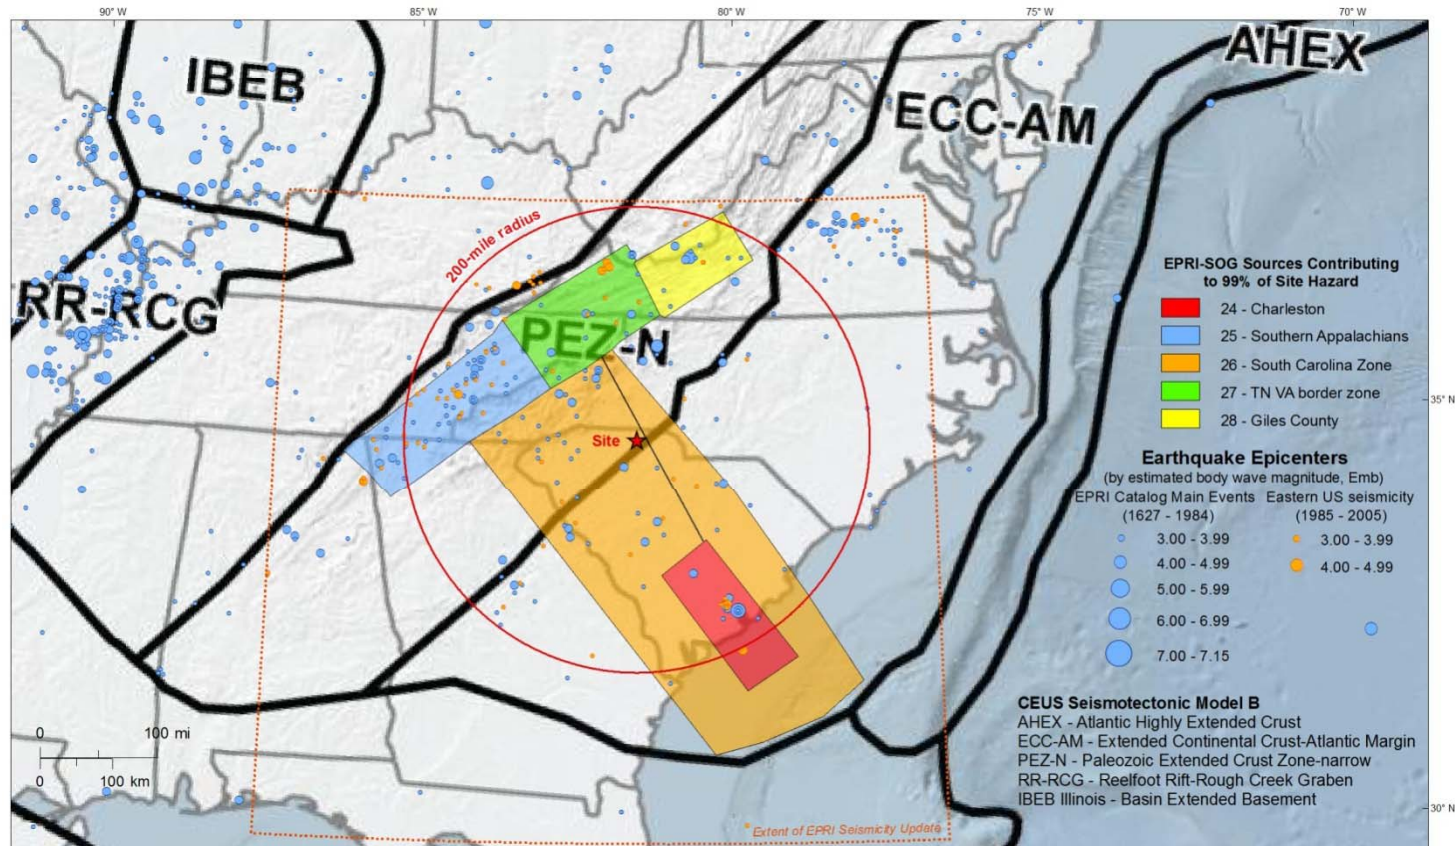 90° W
85° W
80° W
75° W
70° W
AHEX
IBEB
ECC-AM
200-mile radius
RR-RCG
PEZ-N
Site
EPRI-SOG Sources Contributing
to 99% of Site Hazard
24 - Charleston
25 - Southern Appalachians
26 - South Carolina Zone
27 - TN VA border zone
28 - Giles County
35° N
Earthquake Epicenters
(by estimated body wave magnitude, Emb)
EPRI Catalog Main Events
(1627 - 1984)
3.00 - 3.99
4.00 - 4.99
5.00 - 5.99
6.00 - 6.99
7.00 - 7.15
Eastern US seismicity
(1985 - 2005)
3.00 - 3.99
4.00 - 4.99
CEUS Seismotectonic Model B
AHEX - Atlantic Highly Extended Crust
ECC-AM - Extended Continental Crust-Atlantic Margin
PEZ-N - Paleozoic Extended Crust Zone-narrow
RR-RCG - Reelfoot Rift-Rough Creek Graben
IBEB Illinois - Basin Extended Basement
0 100 mi
0 100 km
30° N
Extent of EPRI Seismicity Update